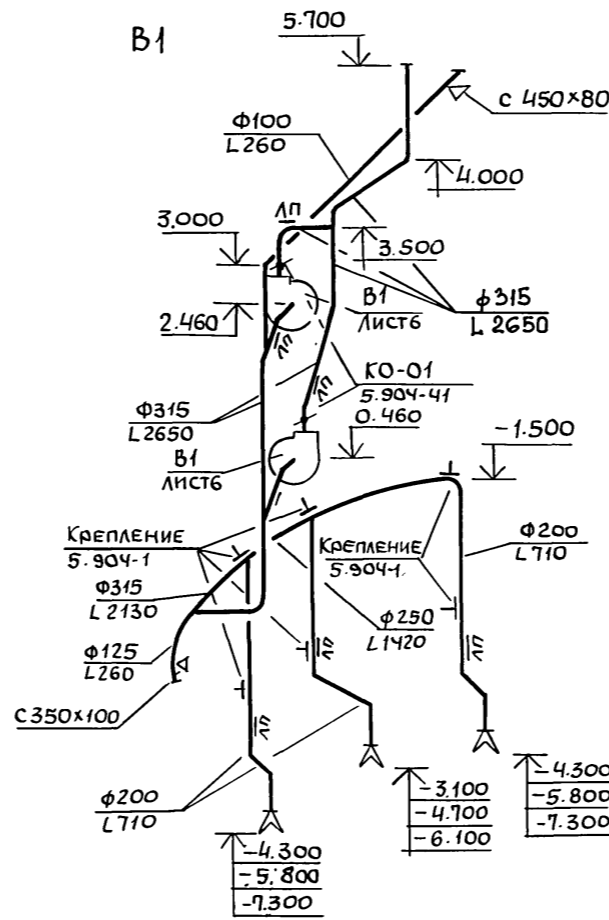 В1
5.700
с 450×80
Ф100
L260
4.000
ЛП
3.000
3.500
В1
ЛИСТ6
ф315
L2650
2.460
ЛП
КО-01
5.904-41
ЛП
Ф315
L2650
0.460
-1.500
В1
ЛИСТ6
КРЕПЛЕНИЕ
5.904-1
КРЕПЛЕНИЕ
5.904-1.
Ф200
L710
Ф315
L2130
ф250
L1420
ф125
L260
ЛП
ЛП
С350×100
ЛП
ф200
L710
-3.100
-4.700
-6.100
-4.300
-5.800
-7.300
-4.300
-5.800
-7.300